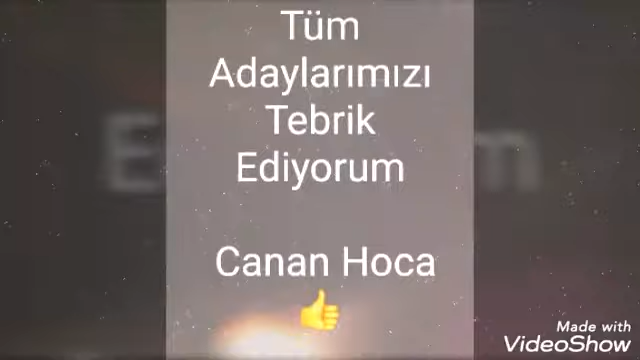 Tüm
Adaylarımızı
Tebrik
Ediyorum
Canan Hoca
👍
Made with
VideoShow